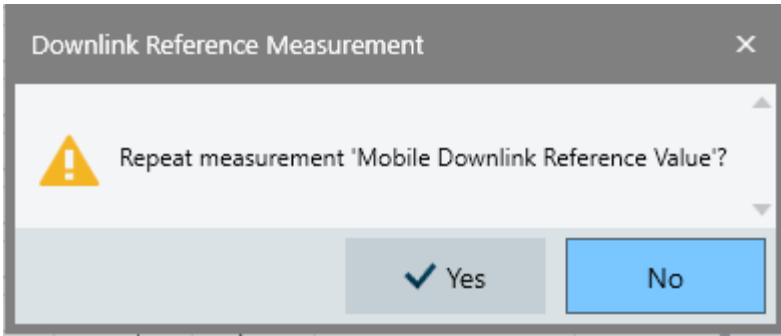 Downlink Reference Measurement
Repeat measurement 'Mobile Downlink Reference Value'?
Yes
No